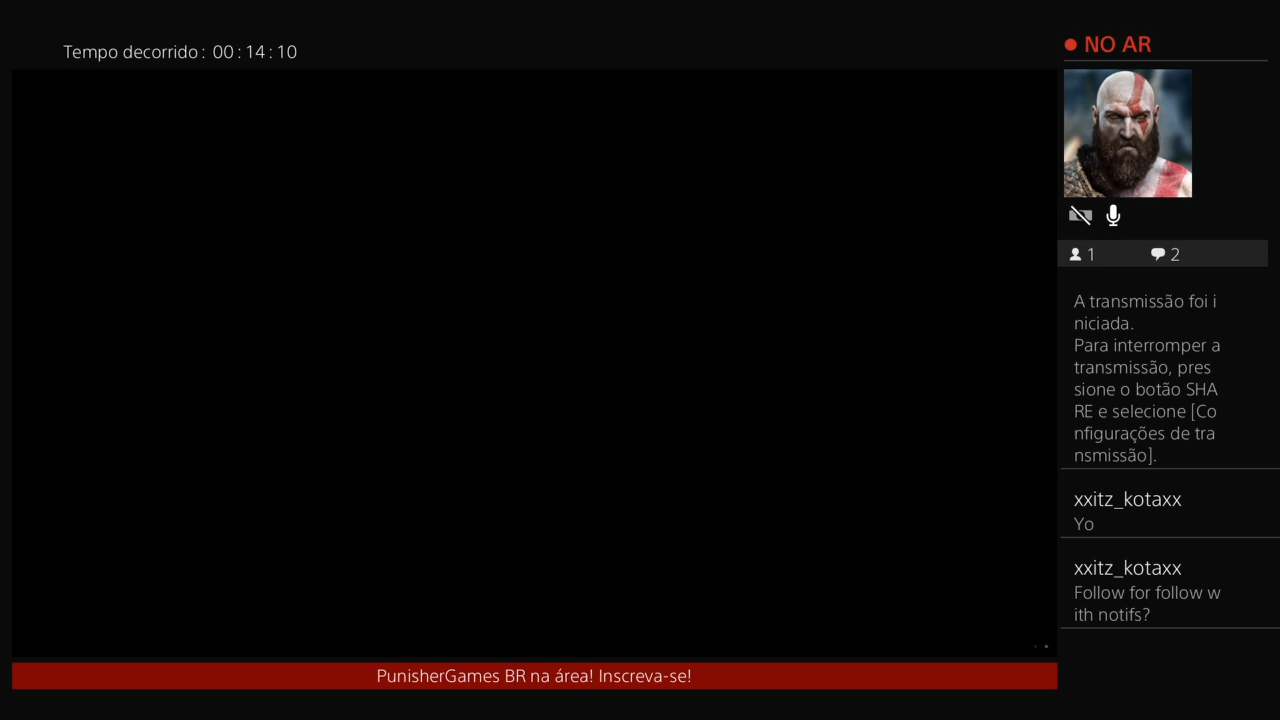 Tempo decorrido : 00 : 14 : 10
NO AR
1 2
A transmissão foi i
niciada.
Para interromper a
transmissão, pres
sione o botão SHA
RE e selecione [Co
nfigurações de tra
nsmissão].
xxitz_kotaxx
Yo
xxitz_kotaxx
Follow for follow w
ith notifs?
PunisherGames BR na área! Inscreva-se!